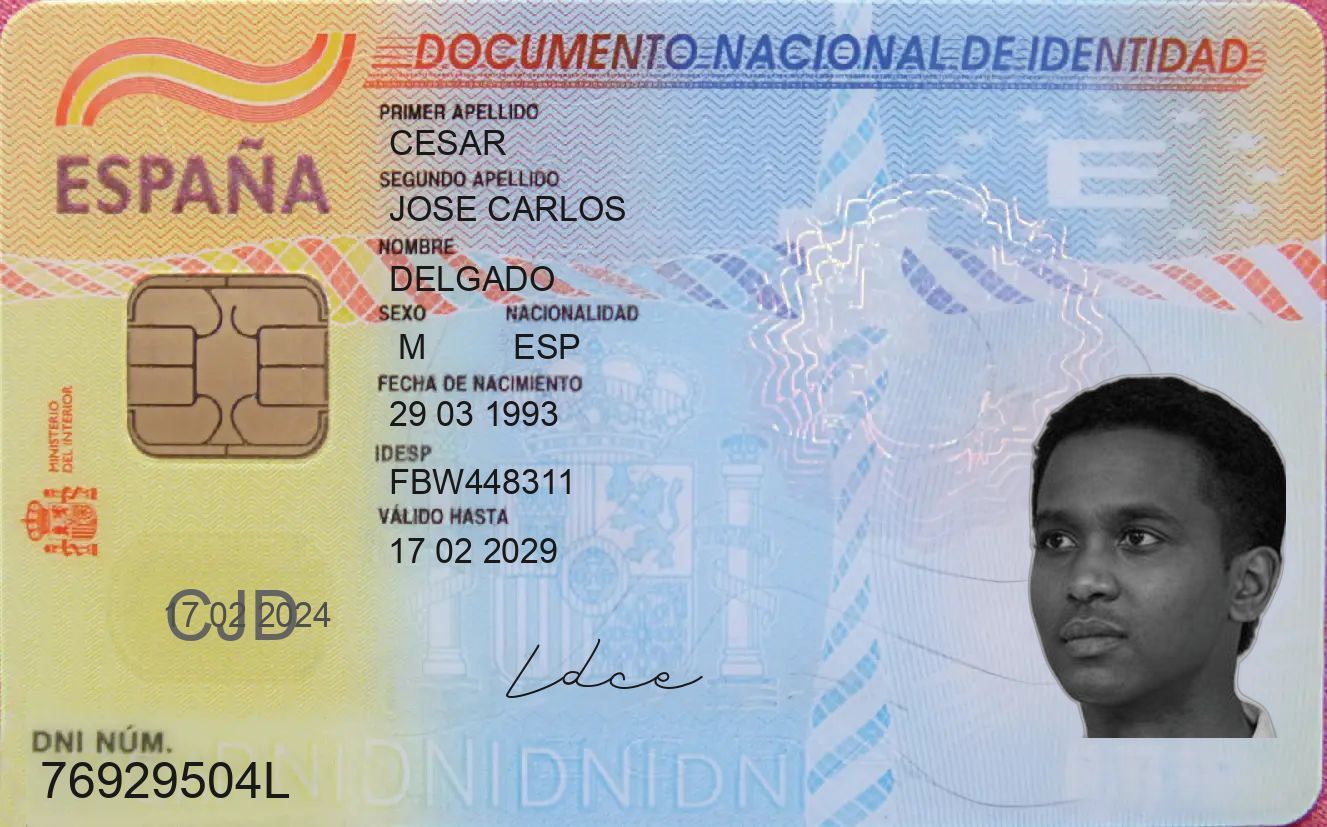 DOCUMENTO NACIONAL DE IDENTIDAD
ESPAÑA
PRIMER APELLIDO
CESAR
SEGUNDO APELLIDO
JOSE CARLOS
NOMBRE
DELGADO
SEXO NACIONALIDAD
M ESP
FECHA DE NACIMIENTO
29 03 1993
IDESP
FBW448311
VÁLIDO HASTA
17 02 2029
MINISTERIO
DEL INTERIOR
E
CJD
17 02 2024
Ldce
DNI NÚM.
76929504L
DNIDNIDNIDNI